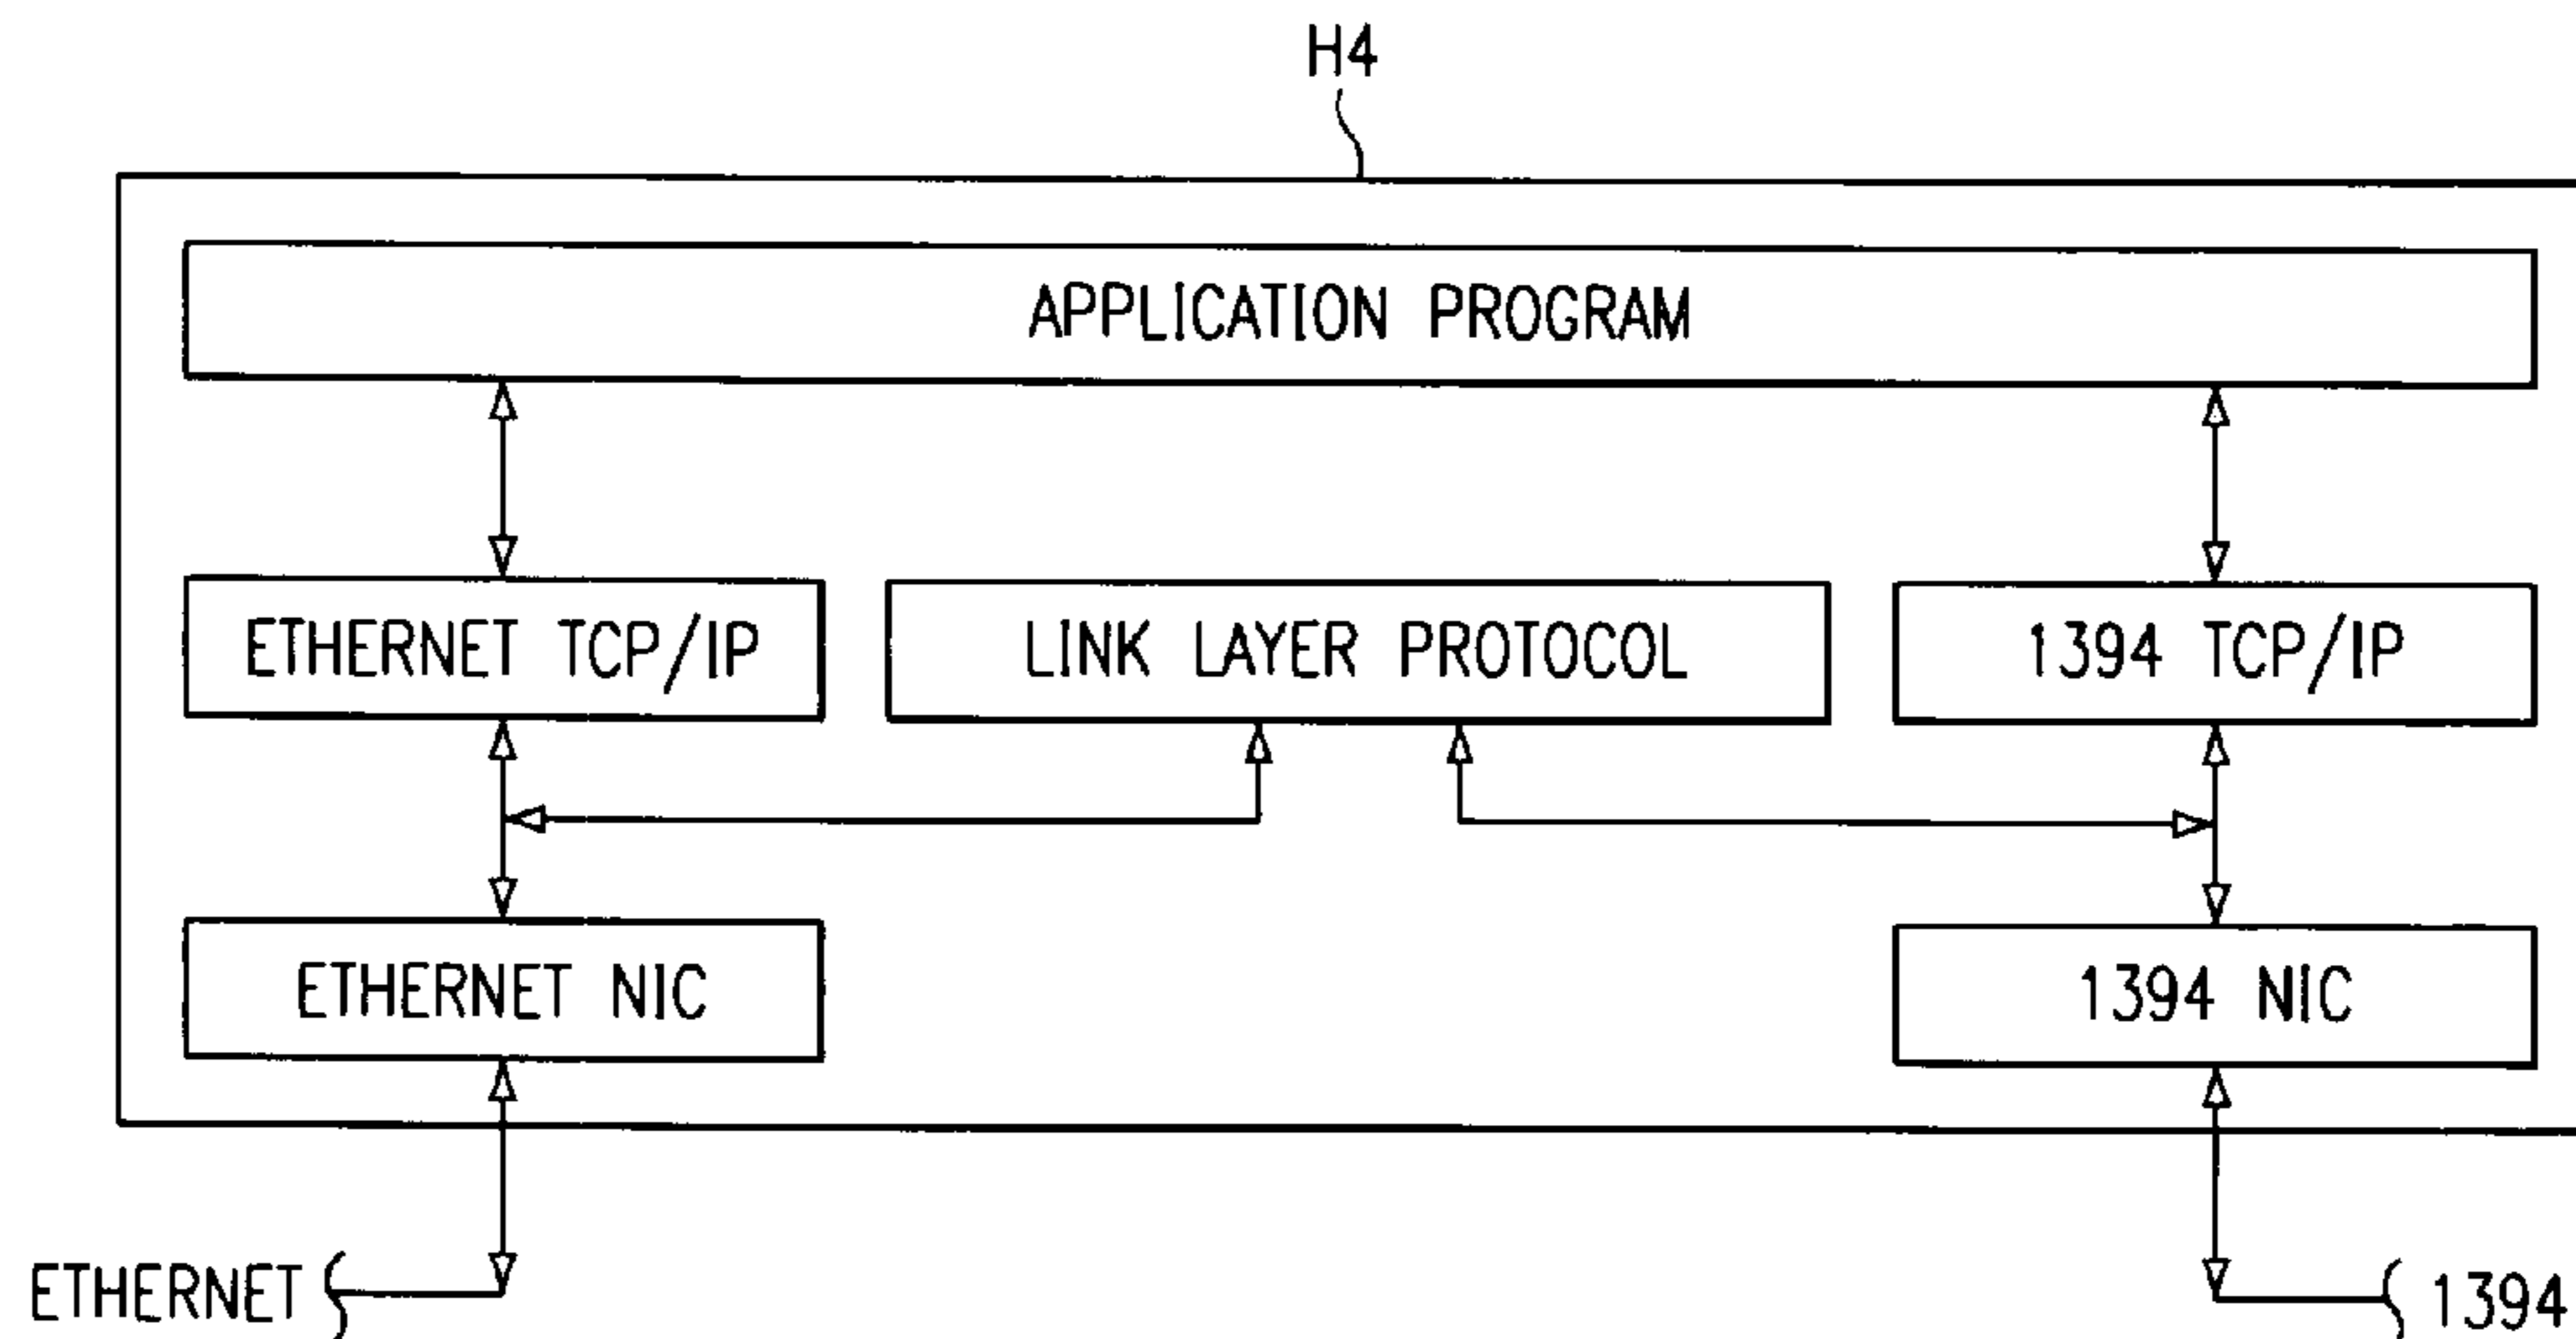 H4
APPLICATION PROGRAM
ETHERNET TCP/IP
LINK LAYER PROTOCOL
1394 TCP/IP
ETHERNET NIC
1394 NIC
ETHERNET
1394